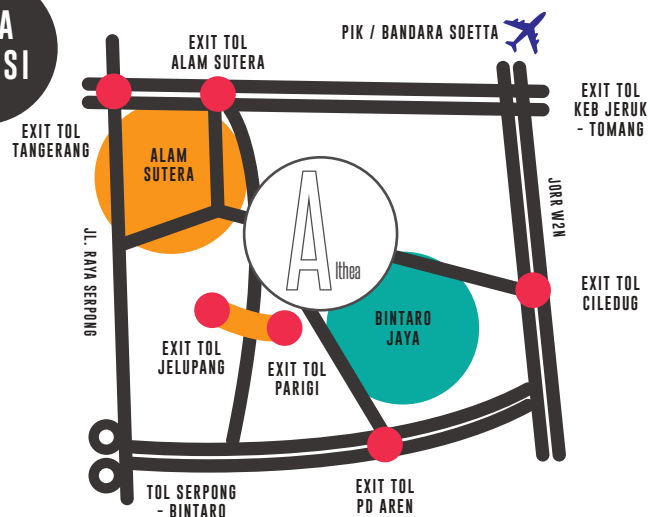 A
SI
PIK / BANDARA SOETTA
EXIT TOL
ALAM SUTERA
EXIT TOL
KEB JERUK
- TOMANG
EXIT TOL
TANGERANG
ALAM
SUTERA
JORR W2N
JL. RAYA SERPONG
Althea
EXIT TOL
CILEDUG
BINTARO
JAYA
EXIT TOL
JELUPANG
EXIT TOL
PARIGI
TOL SERPONG
- BINTARO
EXIT TOL
PD AREN